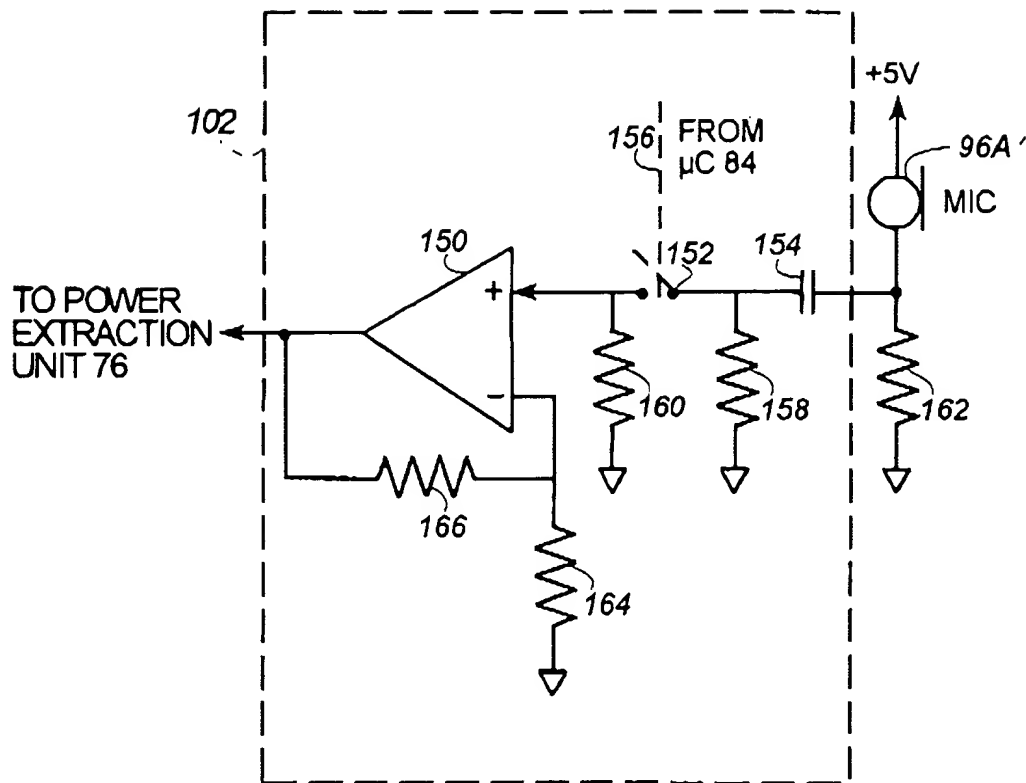 102
156
FROM
µC 84
+5V
96A'
MIC
150
152
154
+
−
TO POWER
EXTRACTION
UNIT 76
160
158
162
166
164